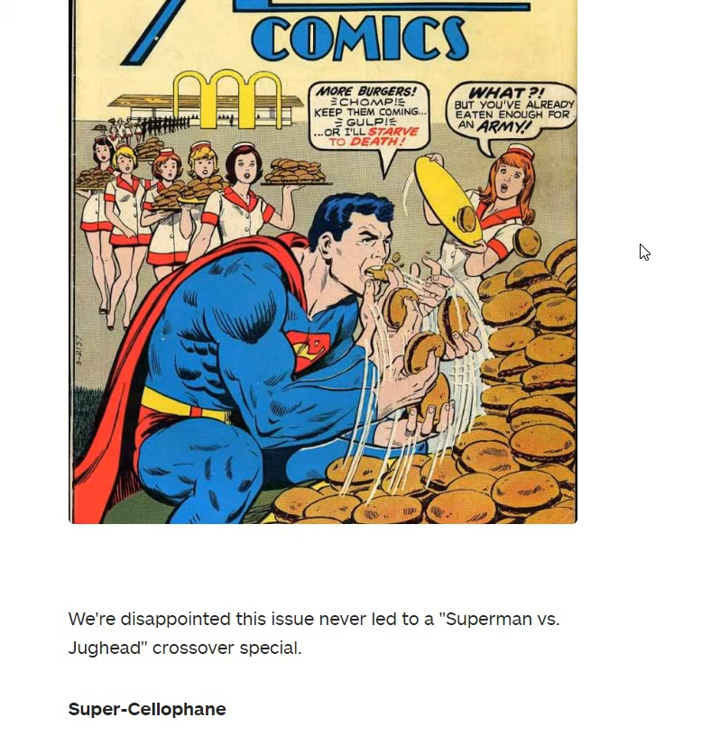 COMICS
MORE BURGERS!
CHOMP!
KEEP THEM COMING...
GULP!
...OR I'LL STARVE
TO DEATH!
WHAT?!
BUT YOU'VE ALREADY
EATEN ENOUGH FOR
AN ARMY!
We're disappointed this issue never led to a "Superman vs.
Jughead" crossover special.
Super-Cellophane